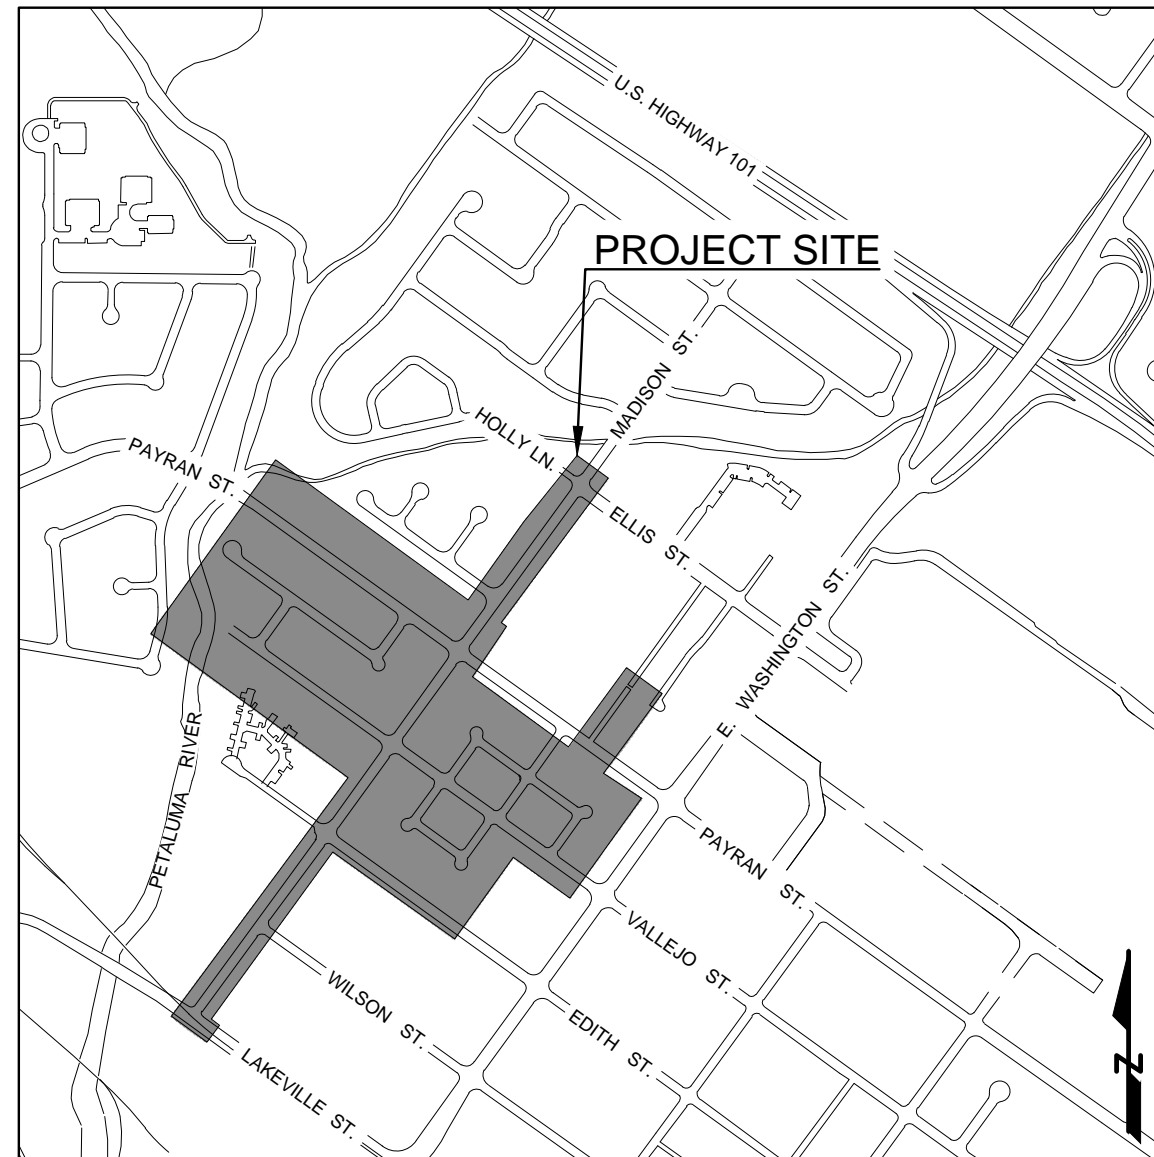 U.S. HIGHWAY 101
PROJECT SITE
MADISON ST.
HOLLY LN.
PAYRAN ST.
ELLIS ST.
E. WASHINGTON ST.
PETALUMA RIVER
PAYRAN ST.
VALLEJO ST.
WILSON ST.
EDITH ST.
LAKEVILLE ST.
N